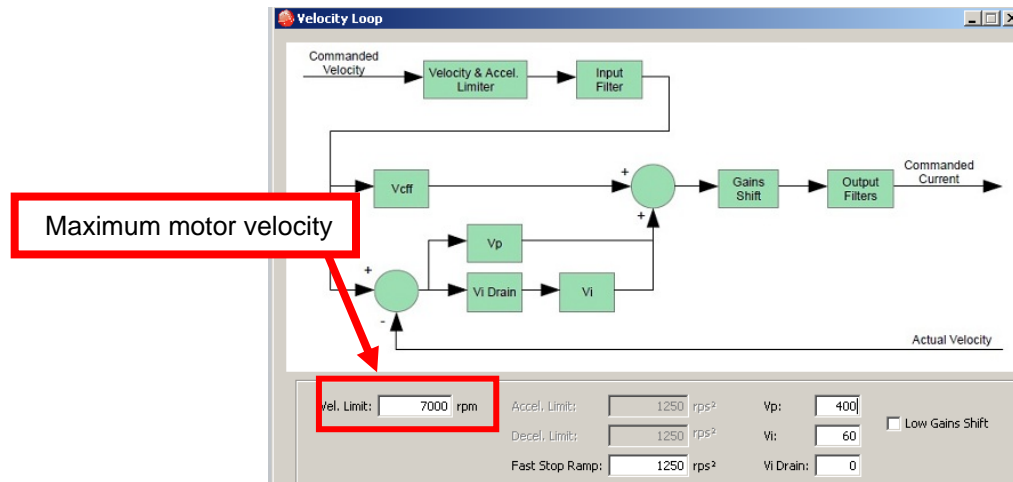 Velocity Loop
Commanded
Velocity
Velocity & Accel.
Limiter
Input
Filter
Vcff
+
+
Gains
Shift
Output
Filters
Commanded
Current
Maximum motor velocity
Vp
+
Vi Drain
Vi
-
Actual Velocity
Vel. Limit: 7000 rpm
Accel. Limit: 1250 rps²
Vp: 400
Low Gains Shift
Decel. Limit: 1250 rps²
Vi: 60
Fast Stop Ramp: 1250 rps²
Vi Drain: 0